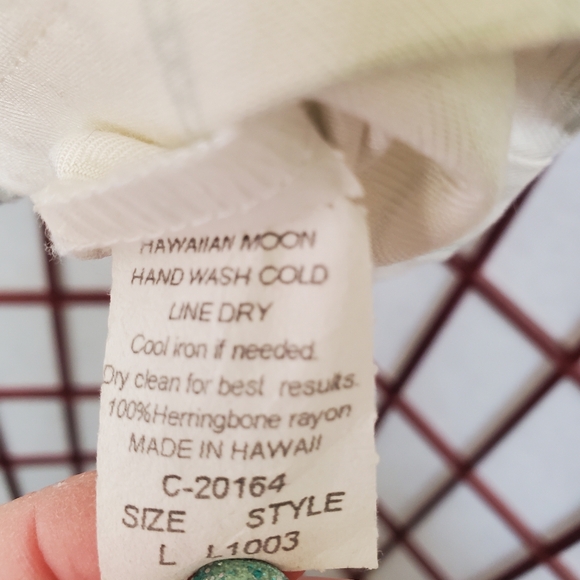 HAWAIIAN MOON
HAND WASH COLD
LINE DRY
Cool iron if needed.
Dry clean for best results.
100%Herringbone rayon
MADE IN HAWAII
C-20164
SIZE STYLE
L L1003